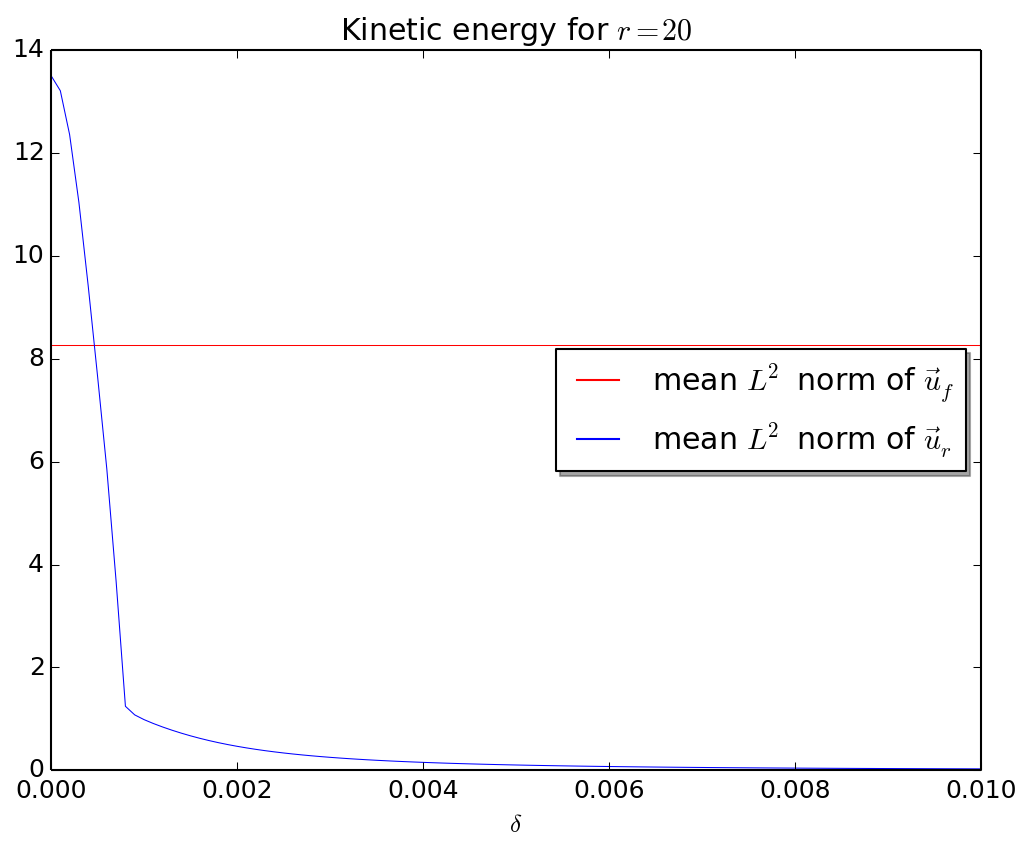 Kinetic energy for r = 20
14
12
10
8
6
4
2
0
mean L² norm of u⃗_f
mean L² norm of u⃗_r
0.000 0.002 0.004 0.006 0.008 0.010
δ